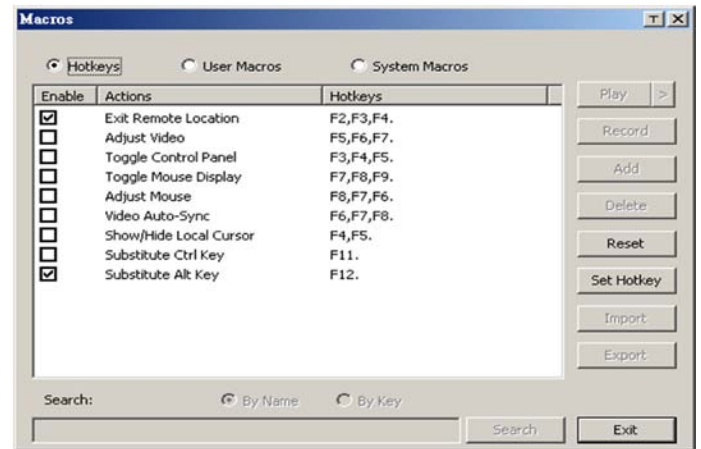 Macros T X
Hotkeys User Macros System Macros
Enable Actions Hotkeys
Exit Remote Location F2,F3,F4.
Adjust Video F5,F6,F7.
Toggle Control Panel F3,F4,F5.
Toggle Mouse Display F7,F8,F9.
Adjust Mouse F8,F7,F6.
Video Auto-Sync F6,F7,F8.
Show/Hide Local Cursor F4,F5.
Substitute Ctrl Key F11.
Substitute Alt Key F12.
Play >
Record
Add
Delete
Reset
Set Hotkey
Import
Export
Search: By Name By Key
Search Exit